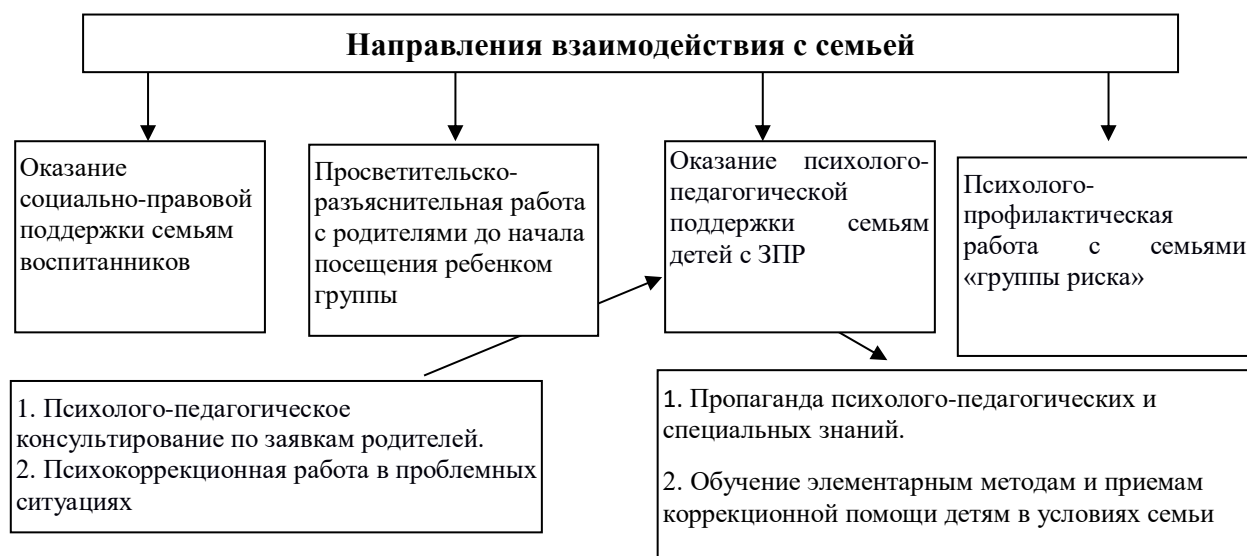 Направления взаимодействия с семьей
Оказание
социально-правовой
поддержки семьям
воспитанников
Просветительско-
разъяснительная работа
с родителями до начала
посещения ребенком
группы
Оказание психолого-
педагогической
поддержки семьям
детей с ЗПР
Психолого-
профилактическая
работа с семьями
«группы риска»
1. Психолого-педагогическое
консультирование по заявкам родителей.
2. Психокоррекционная работа в проблемных
ситуациях
1. Пропаганда психолого-педагогических и
специальных знаний.
2. Обучение элементарным методам и приемам
коррекционной помощи детям в условиях семьи